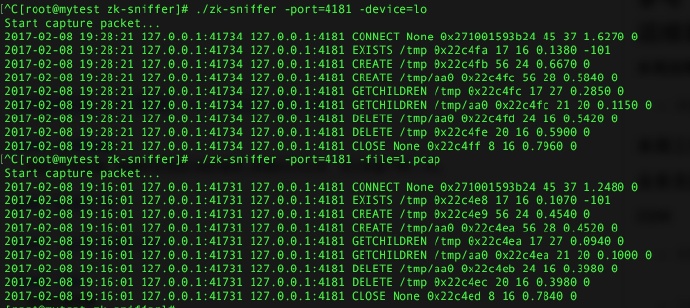 [^C[root@mytest zk-sniffer]# ./zk-sniffer -port=4181 -device=lo
Start capture packet...
2017-02-08 19:28:21 127.0.0.1:41734 127.0.0.1:4181 CONNECT None 0x271001593b24 45 37 1.6270 0
2017-02-08 19:28:21 127.0.0.1:41734 127.0.0.1:4181 EXISTS /tmp 0x22c4fa 17 16 0.1380 -101
2017-02-08 19:28:21 127.0.0.1:41734 127.0.0.1:4181 CREATE /tmp 0x22c4fb 56 24 0.6670 0
2017-02-08 19:28:21 127.0.0.1:41734 127.0.0.1:4181 CREATE /tmp/aa0 0x22c4fc 56 28 0.5840 0
2017-02-08 19:28:21 127.0.0.1:41734 127.0.0.1:4181 GETCHILDREN /tmp 0x22c4fc 17 27 0.2850 0
2017-02-08 19:28:21 127.0.0.1:41734 127.0.0.1:4181 GETCHILDREN /tmp/aa0 0x22c4fc 21 20 0.1150 0
2017-02-08 19:28:21 127.0.0.1:41734 127.0.0.1:4181 DELETE /tmp/aa0 0x22c4fd 24 16 0.5420 0
2017-02-08 19:28:21 127.0.0.1:41734 127.0.0.1:4181 DELETE /tmp 0x22c4fe 20 16 0.5900 0
2017-02-08 19:28:21 127.0.0.1:41734 127.0.0.1:4181 CLOSE None 0x22c4ff 8 16 0.7960 0
[^C[root@mytest zk-sniffer]# ./zk-sniffer -port=4181 -file=1.pcap
Start capture packet...
2017-02-08 19:16:01 127.0.0.1:41731 127.0.0.1:4181 CONNECT None 0x271001593b24 45 37 1.2480 0
2017-02-08 19:16:01 127.0.0.1:41731 127.0.0.1:4181 EXISTS /tmp 0x22c4e8 17 16 0.1070 -101
2017-02-08 19:16:01 127.0.0.1:41731 127.0.0.1:4181 CREATE /tmp 0x22c4e9 56 24 0.4540 0
2017-02-08 19:16:01 127.0.0.1:41731 127.0.0.1:4181 CREATE /tmp/aa0 0x22c4ea 56 28 0.4520 0
2017-02-08 19:16:01 127.0.0.1:41731 127.0.0.1:4181 GETCHILDREN /tmp 0x22c4ea 17 27 0.0940 0
2017-02-08 19:16:01 127.0.0.1:41731 127.0.0.1:4181 GETCHILDREN /tmp/aa0 0x22c4ea 21 20 0.1000 0
2017-02-08 19:16:01 127.0.0.1:41731 127.0.0.1:4181 DELETE /tmp/aa0 0x22c4eb 24 16 0.3980 0
2017-02-08 19:16:01 127.0.0.1:41731 127.0.0.1:4181 DELETE /tmp 0x22c4ec 20 16 0.3980 0
2017-02-08 19:16:01 127.0.0.1:41731 127.0.0.1:4181 CLOSE None 0x22c4ed 8 16 0.7840 0